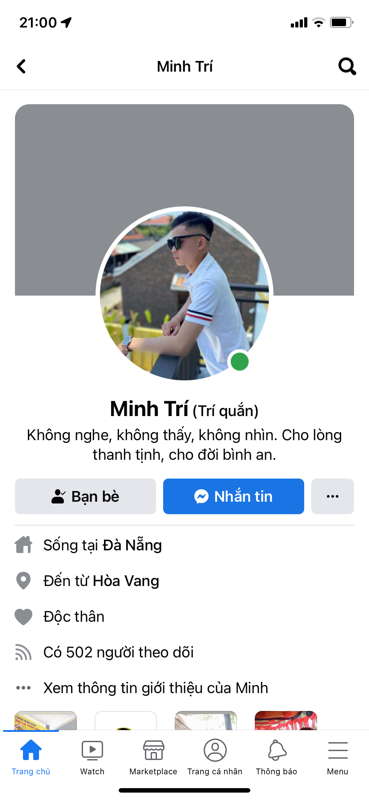 21:00
Minh Trí
Minh Trí (Trí quắn)
Không nghe, không thấy, không nhìn. Cho lòng
thanh tịnh, cho đời bình an.
Bạn bè
Nhắn tin
Sống tại Đà Nẵng
Đến từ Hòa Vang
Độc thân
Có 502 người theo dõi
Xem thông tin giới thiệu của Minh
Trang chủ
Watch
Marketplace
Trang cá nhân
Thông báo
Menu